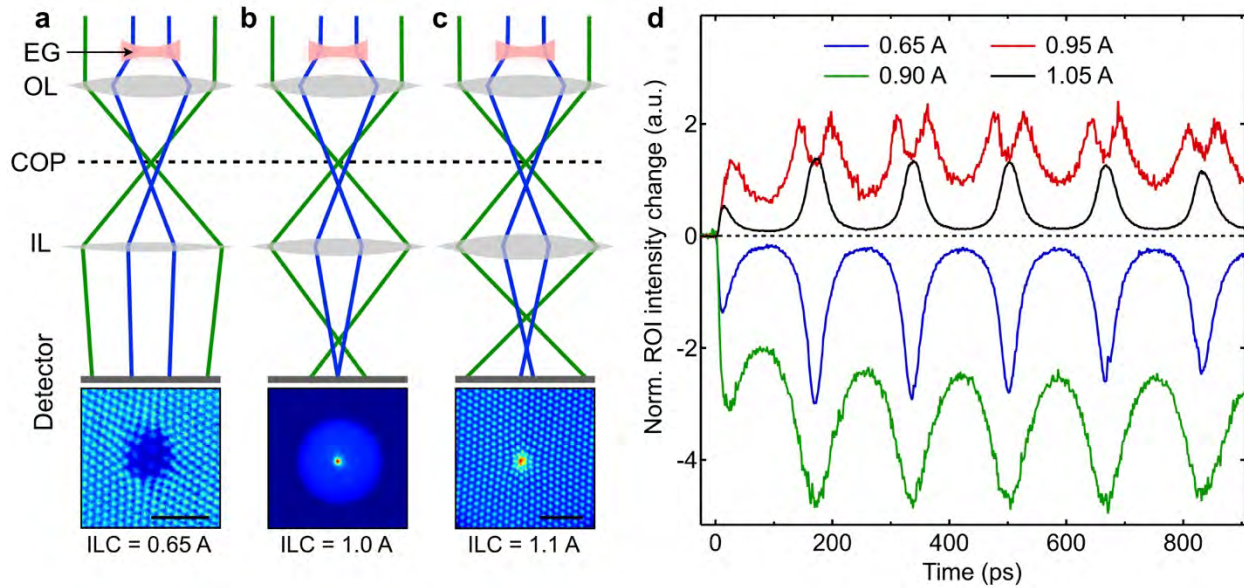 a
b
c
d
EG
OL
COP
IL
Detector
ILC = 0.65 A
ILC = 1.0 A
ILC = 1.1 A
Norm. ROI intensity change (a.u.)
0.65 A
0.95 A
0.90 A
1.05 A
2
0
-2
-4
0
200
400
600
800
Time (ps)